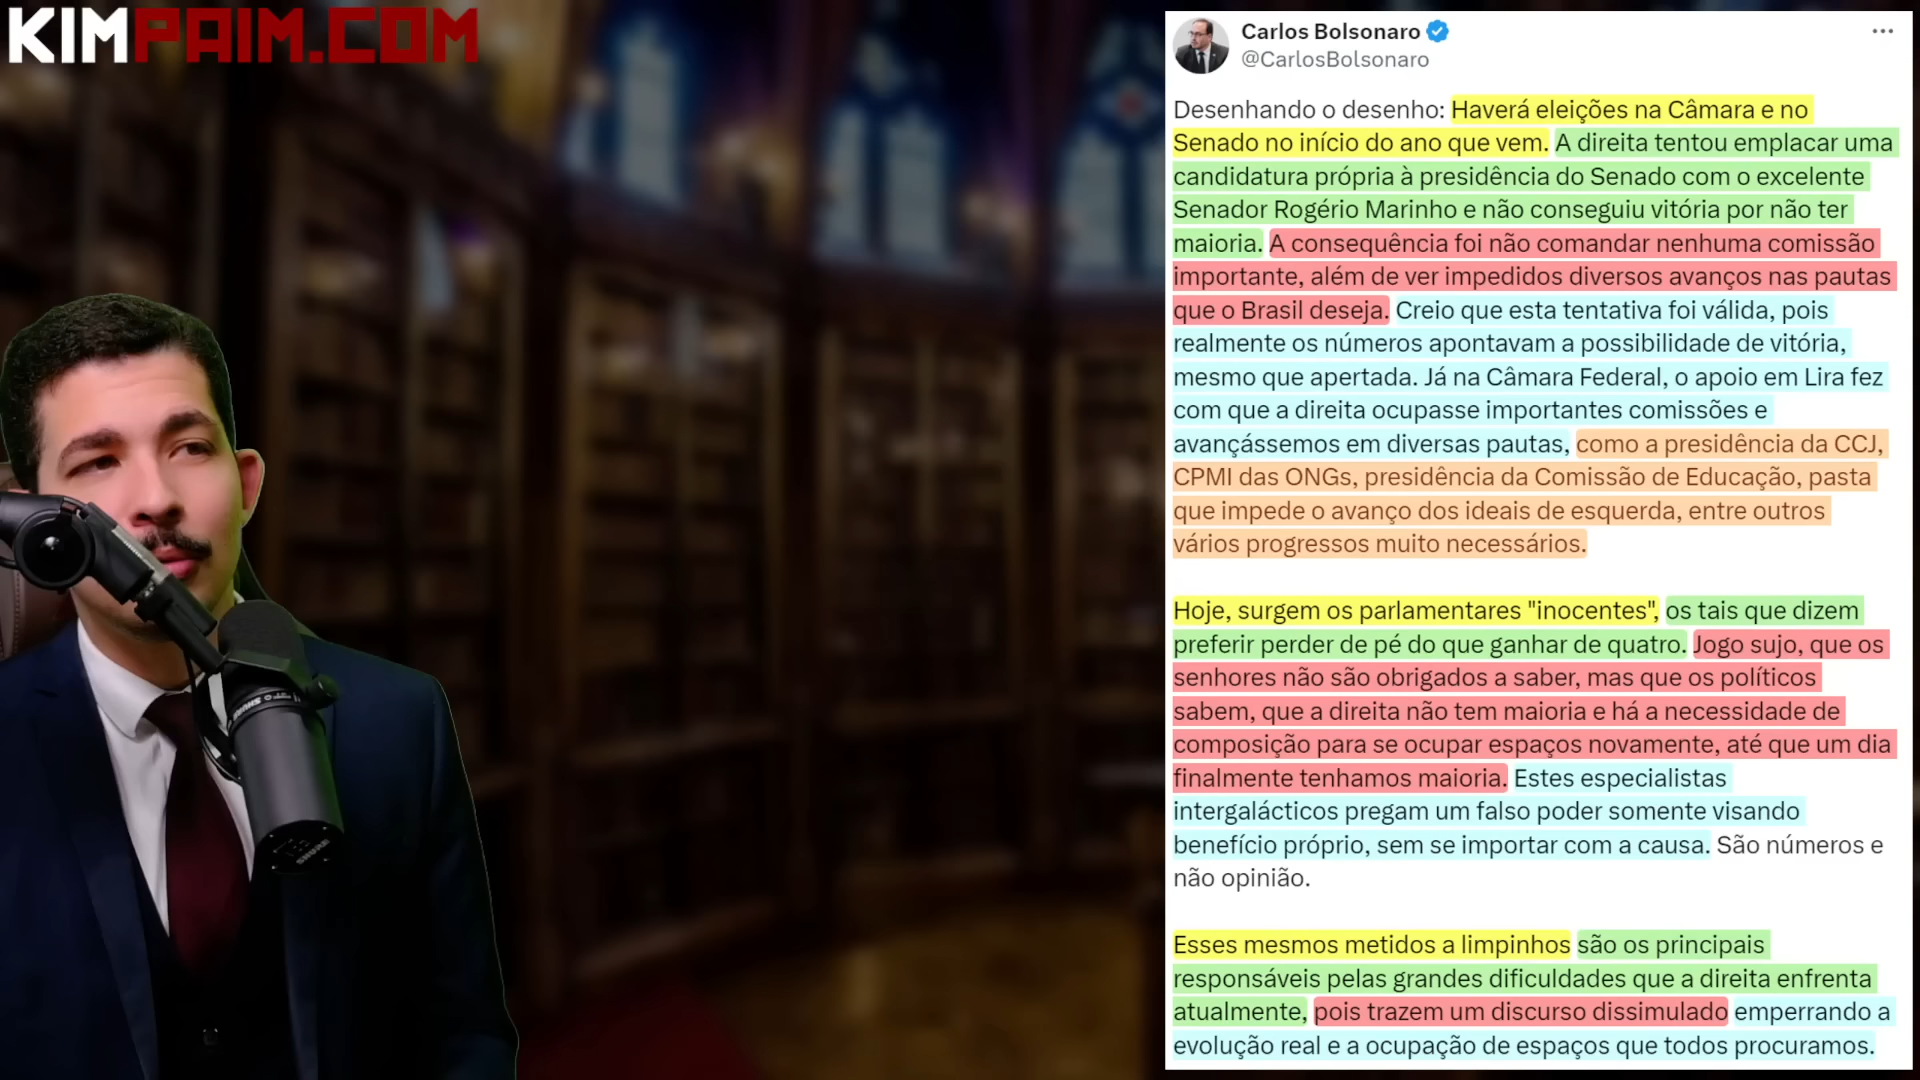 KIMPAIM.COM
Carlos Bolsonaro
@CarlosBolsonaro
Desenhando o desenho: Haverá eleições na Câmara e no
Senado no início do ano que vem. A direita tentou emplacar uma
candidatura própria à presidência do Senado com o excelente
Senador Rogério Marinho e não conseguiu vitória por não ter
maioria. A consequência foi não comandar nenhuma comissão
importante, além de ver impedidos diversos avanços nas pautas
que o Brasil deseja. Creio que esta tentativa foi válida, pois
realmente os números apontavam a possibilidade de vitória,
mesmo que apertada. Já na Câmara Federal, o apoio em Lira fez
com que a direita ocupasse importantes comissões e
avançássemos em diversas pautas, como a presidência da CCJ,
CPMI das ONGs, presidência da Comissão de Educação, pasta
que impede o avanço dos ideais de esquerda, entre outros
vários progressos muito necessários.
Hoje, surgem os parlamentares "inocentes", os tais que dizem
preferir perder de pé do que ganhar de quatro. Jogo sujo, que os
senhores não são obrigados a saber, mas que os políticos
sabem, que a direita não tem maioria e há a necessidade de
composição para se ocupar espaços novamente, até que um dia
finalmente tenhamos maioria. Estes especialistas
intergalácticos pregam um falso poder somente visando
benefício próprio, sem se importar com a causa. São números e
não opinião.
Esses mesmos metidos a limpinhos são os principais
responsáveis pelas grandes dificuldades que a direita enfrenta
atualmente, pois trazem um discurso dissimulado emperrando a
evolução real e a ocupação de espaços que todos procuramos.
SHURE
SHURE